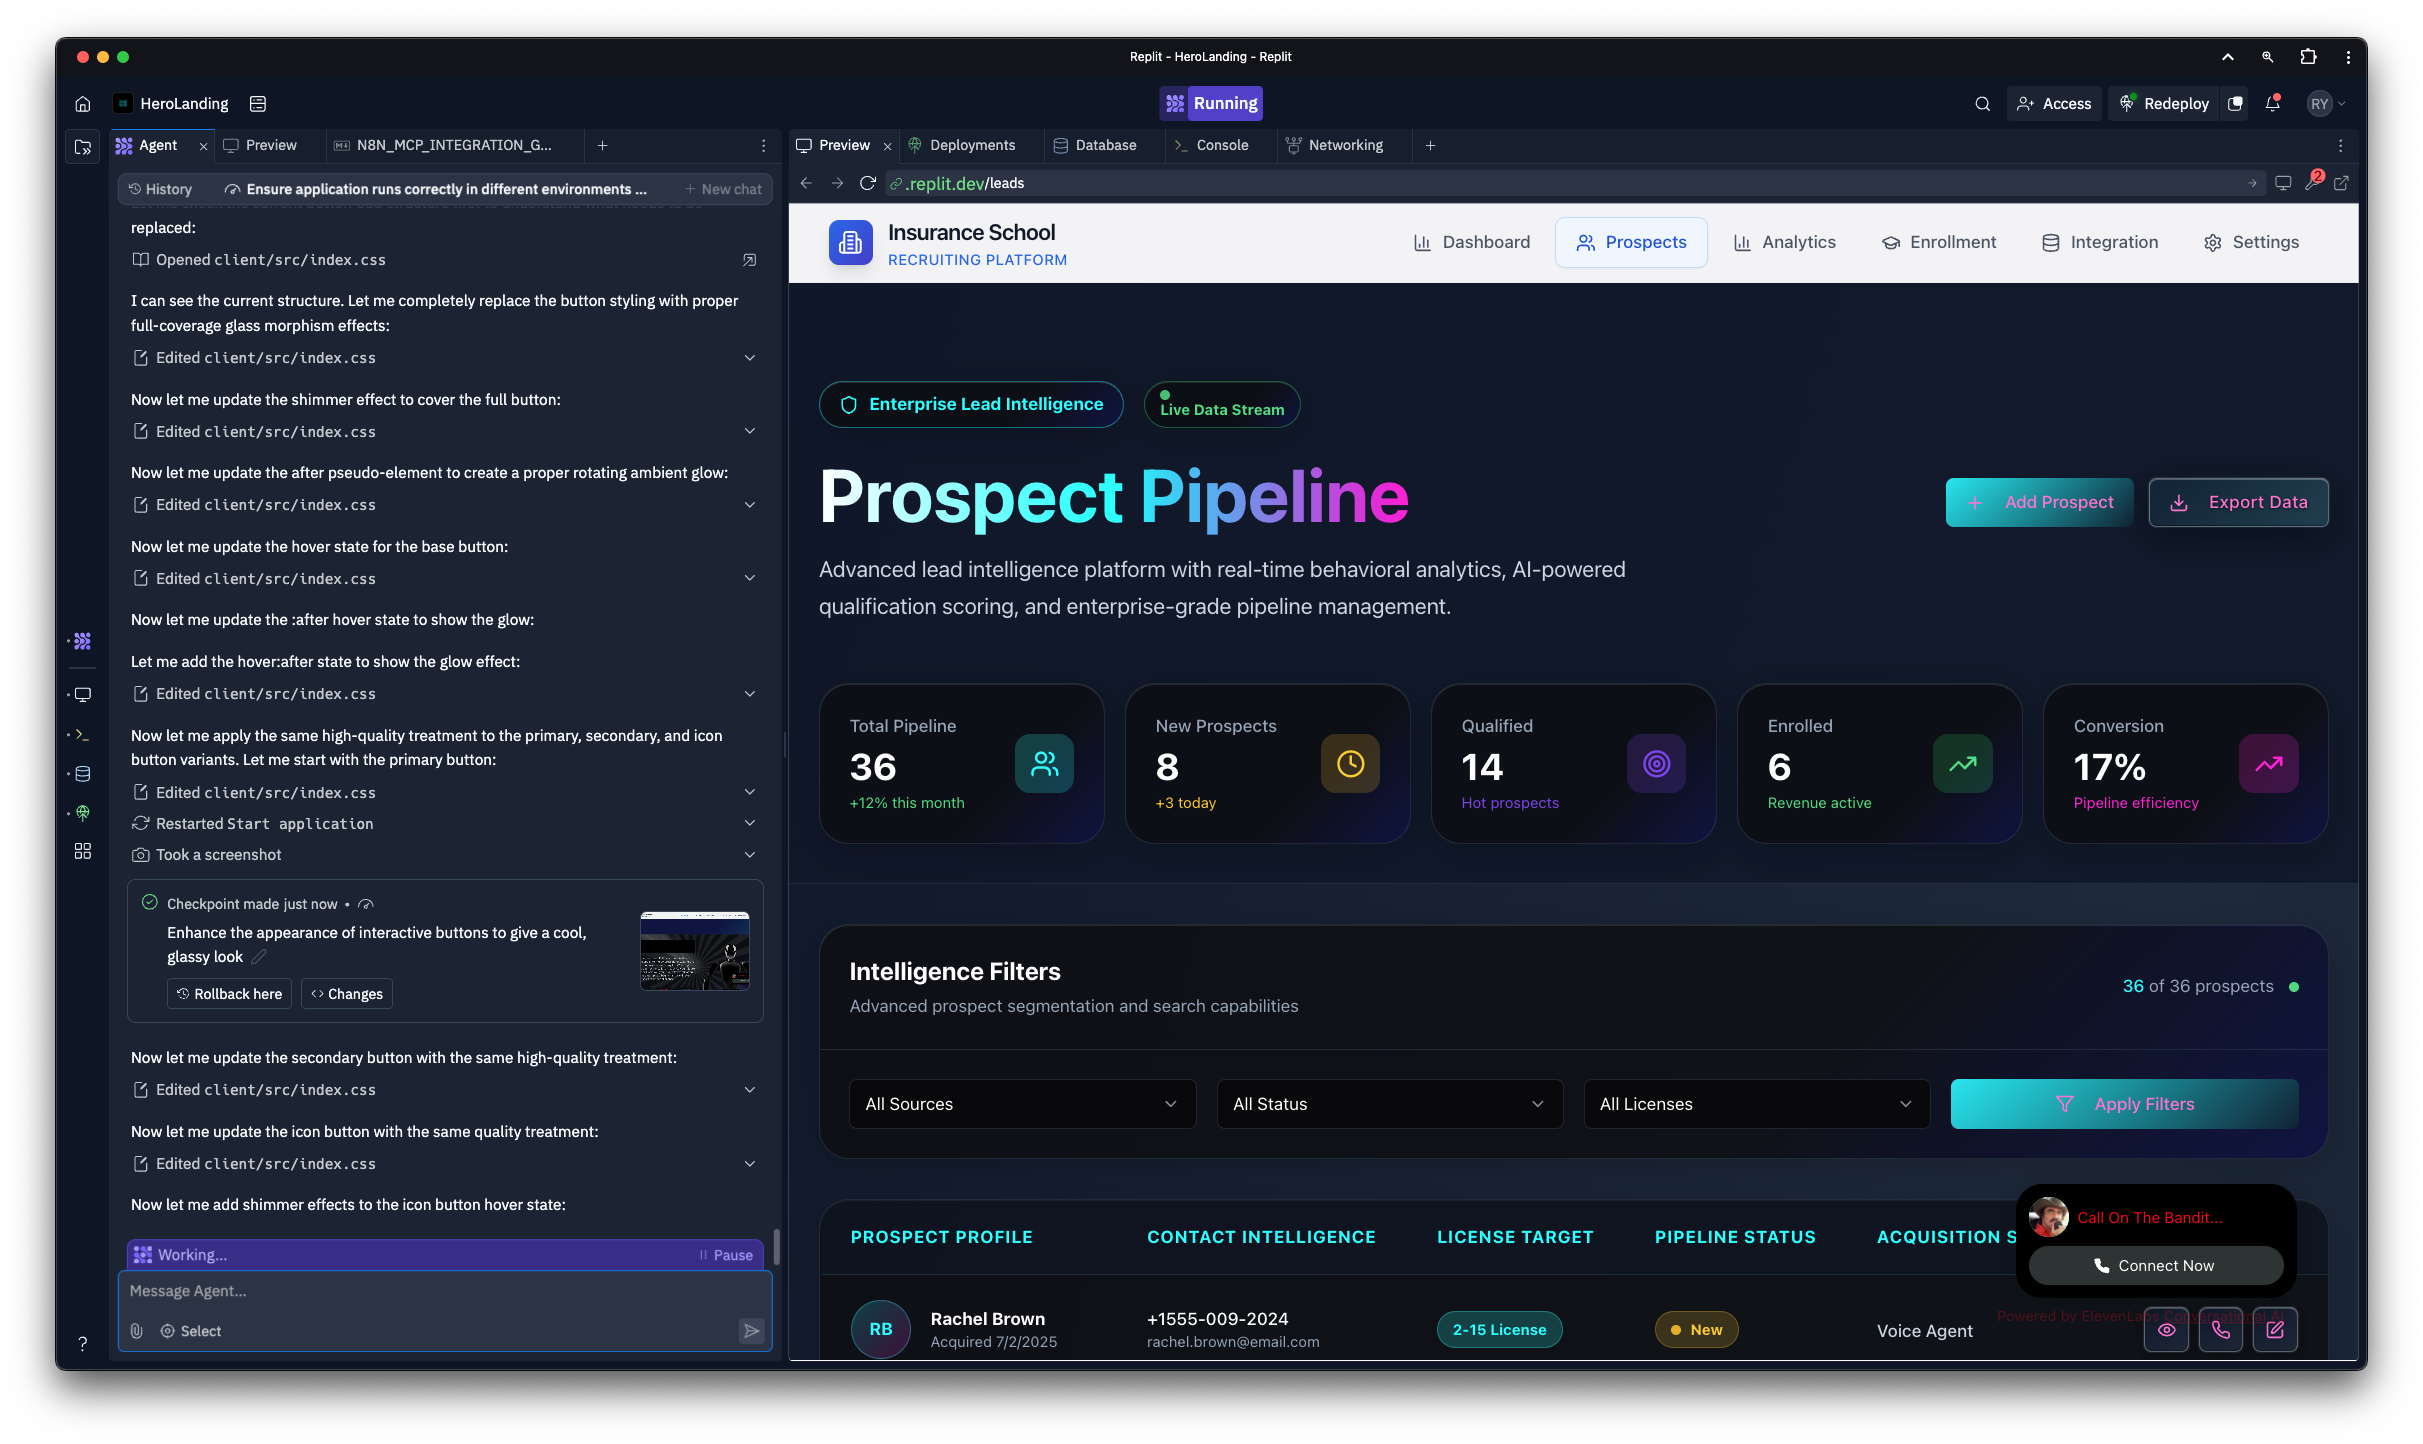 Replit - HeroLanding - Replit
HeroLanding
Running
Access
Redeploy
RY
Agent
Preview
N8N_MCP_INTEGRATION_G...
History
Ensure application runs correctly in different environments ...
New chat
replaced:
Opened client/src/index.css
I can see the current structure. Let me completely replace the button styling with proper
full-coverage glass morphism effects:
Edited client/src/index.css
Now let me update the shimmer effect to cover the full button:
Edited client/src/index.css
Now let me update the after pseudo-element to create a proper rotating ambient glow:
Edited client/src/index.css
Now let me update the hover state for the base button:
Edited client/src/index.css
Now let me update the :after hover state to show the glow:
Let me add the hover:after state to show the glow effect:
Edited client/src/index.css
Now let me apply the same high-quality treatment to the primary, secondary, and icon
button variants. Let me start with the primary button:
Edited client/src/index.css
Restarted Start application
Took a screenshot
Checkpoint made just now •
Enhance the appearance of interactive buttons to give a cool,
glassy look
Rollback here
Changes
Now let me update the secondary button with the same high-quality treatment:
Edited client/src/index.css
Now let me update the icon button with the same quality treatment:
Edited client/src/index.css
Now let me add shimmer effects to the icon button hover state:
Working...
Pause
Message Agent...
Select
?
Preview
Deployments
Database
Console
Networking
.replit.dev/leads
2
Insurance School
RECRUITING PLATFORM
Dashboard
Prospects
Analytics
Enrollment
Integration
Settings
Enterprise Lead Intelligence
Live Data Stream
Prospect Pipeline
Add Prospect
Export Data
Advanced lead intelligence platform with real-time behavioral analytics, AI-powered
qualification scoring, and enterprise-grade pipeline management.
Total Pipeline
36
+12% this month
New Prospects
8
+3 today
Qualified
14
Hot prospects
Enrolled
6
Revenue active
Conversion
17%
Pipeline efficiency
Intelligence Filters
Advanced prospect segmentation and search capabilities
36 of 36 prospects
All Sources
All Status
All Licenses
Apply Filters
PROSPECT PROFILE
CONTACT INTELLIGENCE
LICENSE TARGET
PIPELINE STATUS
ACQUISITION S
Call On The Bandit...
Connect Now
Powered by ElevenLabs Conversational AI
RB
Rachel Brown
Acquired 7/2/2025
+1555-009-2024
rachel.brown@email.com
2-15 License
New
Voice Agent